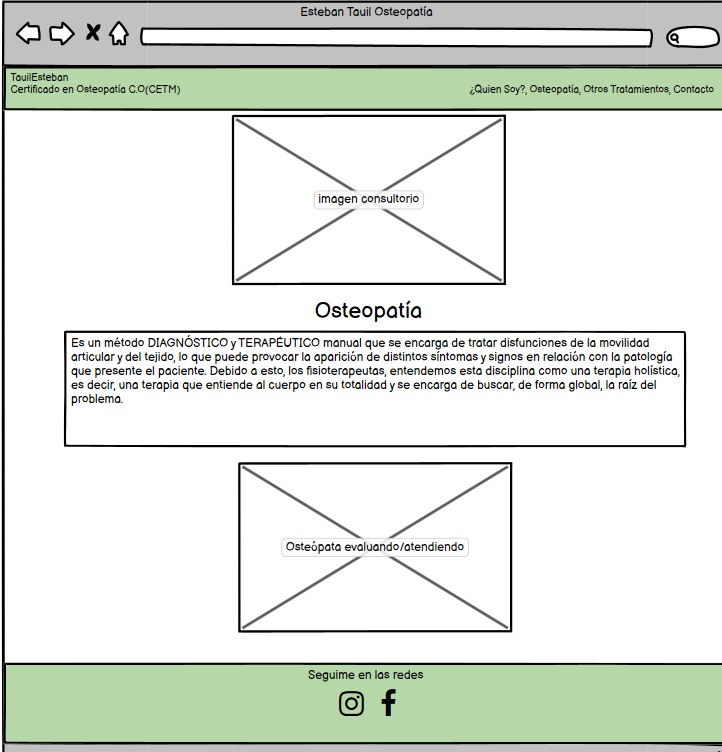 Esteban Tauil Osteopatía
TauilEsteban
Certificado en Osteopatía C.O(CETM)
¿Quien Soy?, Osteopatía, Otros Tratamientos, Contacto
imagen consultorio
Osteopatía
Es un método DIAGNÓSTICO y TERAPÉUTICO manual que se encarga de tratar disfunciones de la movilidad
articular y del tejido, lo que puede provocar la aparición de distintos síntomas y signos en relación con la patología
que presente el paciente. Debido a esto, los fisioterapeutas, entendemos esta disciplina como una terapia holística,
es decir, una terapia que entiende al cuerpo en su totalidad y se encarga de buscar, de forma global, la raíz del
problema.
Osteópata evaluando/atendiendo
Seguime en las redes